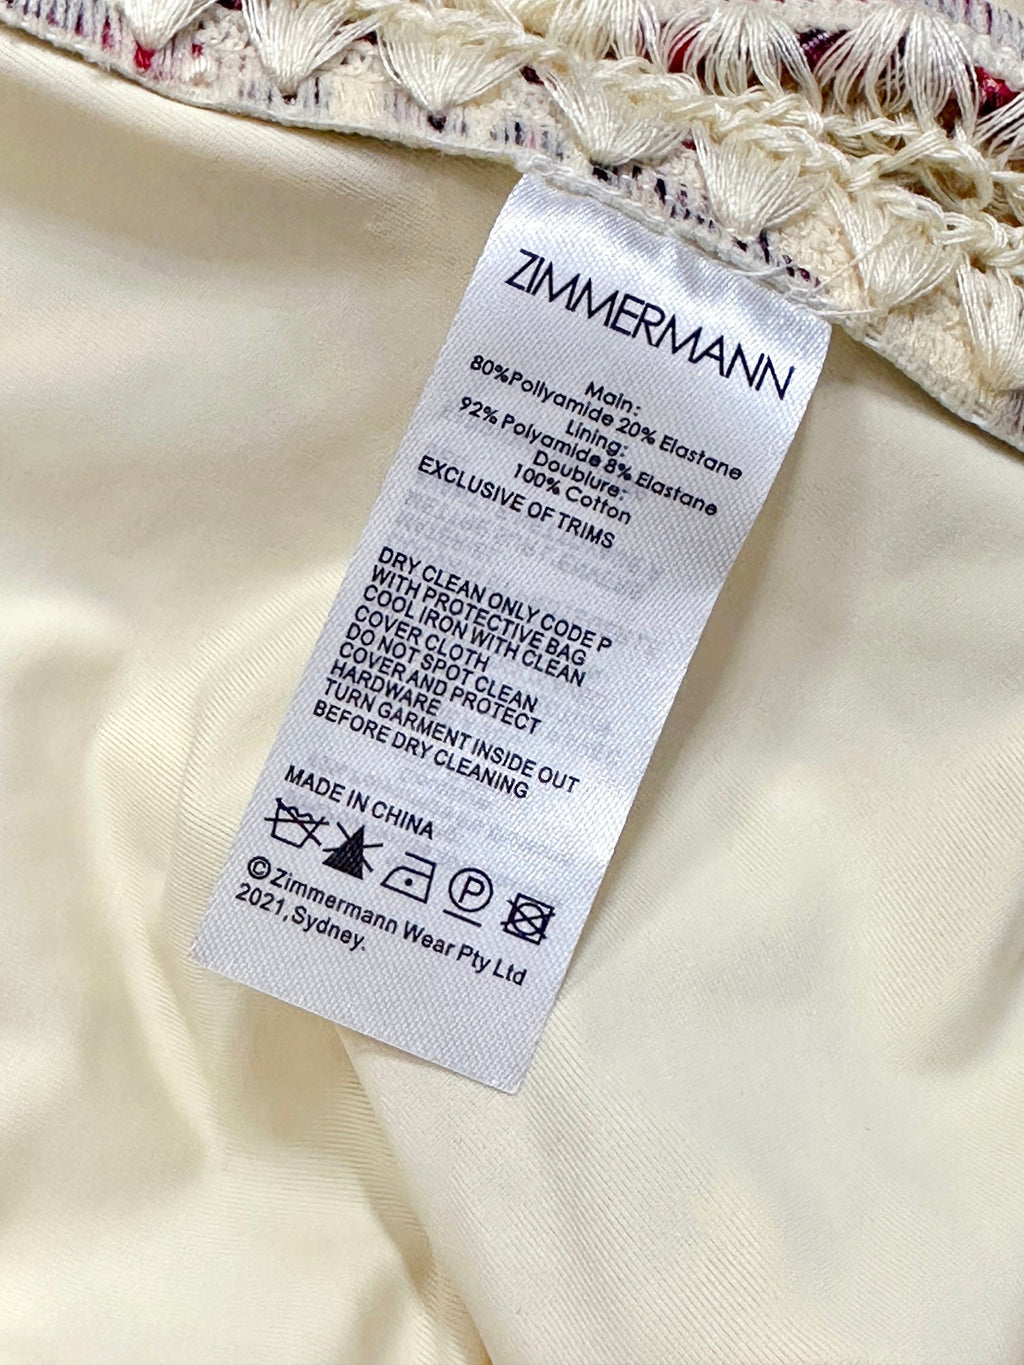 ZIMMERMANN
Main:
80%Pollyamide 20% Elastane
Lining:
92% Polyamide 8% Elastane
Doublure:
100% Cotton
EXCLUSIVE OF TRIMS
DRY CLEAN ONLY CODE P
WITH PROTECTIVE BAG
COOL IRON WITH CLEAN
COVER CLOTH
DO NOT SPOT CLEAN
COVER AND PROTECT
HARDWARE
TURN GARMENT INSIDE OUT
BEFORE DRY CLEANING
MADE IN CHINA
P
©Zimmermann Wear Pty Ltd
2021,Sydney.